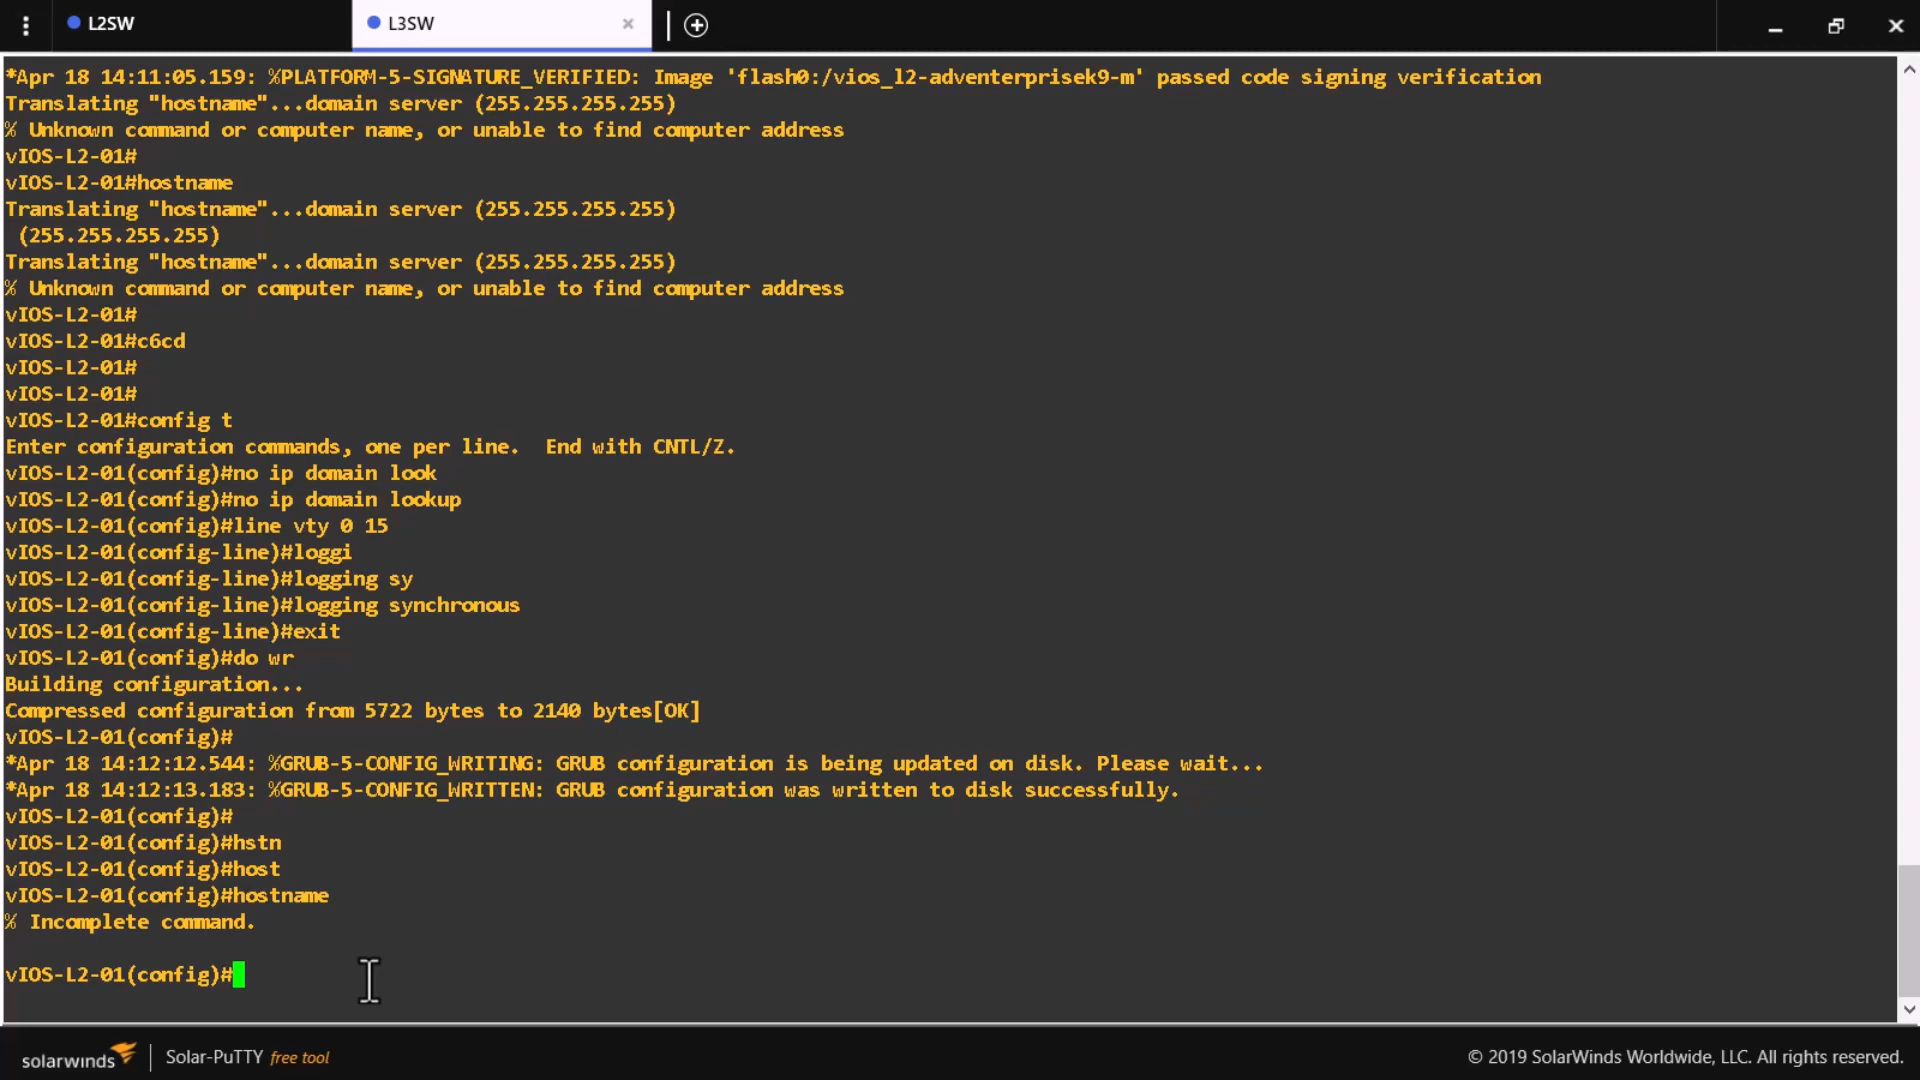 L2SW
L3SW
*Apr 18 14:11:05.159: %PLATFORM-5-SIGNATURE_VERIFIED: Image 'flash0:/vios_l2-adventerprisek9-m' passed code signing verification
Translating "hostname"...domain server (255.255.255.255)
% Unknown command or computer name, or unable to find computer address
vIOS-L2-01#
vIOS-L2-01#hostname
Translating "hostname"...domain server (255.255.255.255)
(255.255.255.255)
Translating "hostname"...domain server (255.255.255.255)
% Unknown command or computer name, or unable to find computer address
vIOS-L2-01#
vIOS-L2-01#c6cd
vIOS-L2-01#
vIOS-L2-01#
vIOS-L2-01#config t
Enter configuration commands, one per line.  End with CNTL/Z.
vIOS-L2-01(config)#no ip domain look
vIOS-L2-01(config)#no ip domain lookup
vIOS-L2-01(config)#line vty 0 15
vIOS-L2-01(config-line)#loggi
vIOS-L2-01(config-line)#logging sy
vIOS-L2-01(config-line)#logging synchronous
vIOS-L2-01(config-line)#exit
vIOS-L2-01(config)#do wr
Building configuration...
Compressed configuration from 5722 bytes to 2140 bytes[OK]
vIOS-L2-01(config)#
*Apr 18 14:12:12.544: %GRUB-5-CONFIG_WRITING: GRUB configuration is being updated on disk. Please wait...
*Apr 18 14:12:13.183: %GRUB-5-CONFIG_WRITTEN: GRUB configuration was written to disk successfully.
vIOS-L2-01(config)#
vIOS-L2-01(config)#hstn
vIOS-L2-01(config)#host
vIOS-L2-01(config)#hostname
% Incomplete command.
vIOS-L2-01(config)#
solarwinds | Solar-PuTTY free tool
© 2019 SolarWinds Worldwide, LLC. All rights reserved.